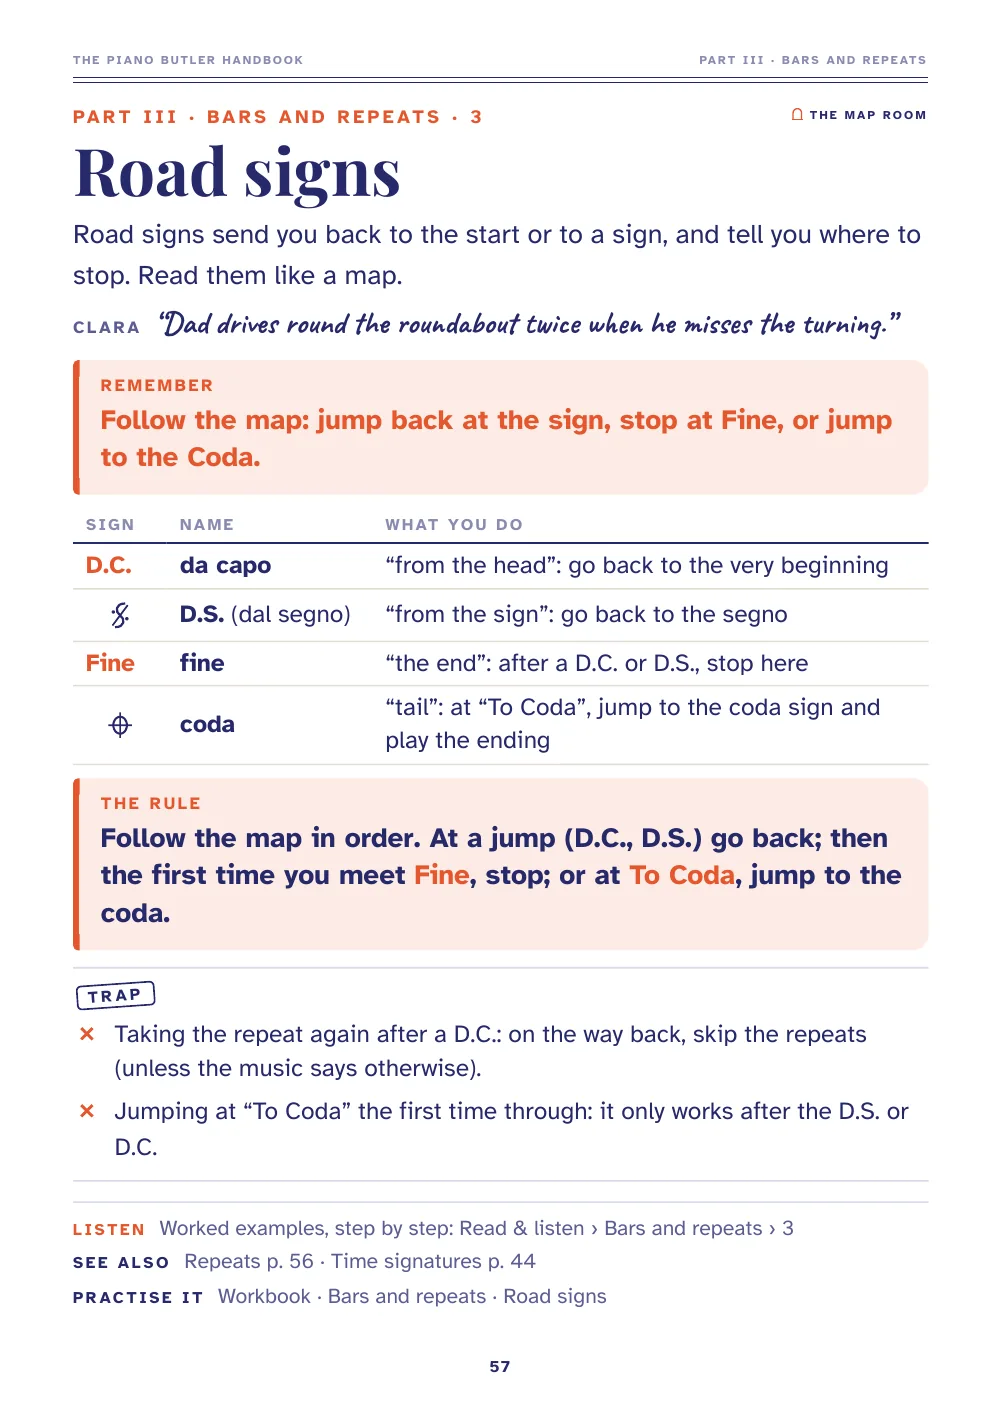 THE PIANO BUTLER HANDBOOK
PART III · BARS AND REPEATS
PART III · BARS AND REPEATS · 3
THE MAP ROOM
Road signs
Road signs send you back to the start or to a sign, and tell you where to
stop. Read them like a map.
CLARA “Dad drives round the roundabout twice when he misses the turning.”
REMEMBER
Follow the map: jump back at the sign, stop at Fine, or jump
to the Coda.
SIGN NAME WHAT YOU DO
D.C. da capo “from the head”: go back to the very beginning
D.S. (dal segno) “from the sign”: go back to the segno
Fine fine “the end”: after a D.C. or D.S., stop here
coda “tail”: at “To Coda”, jump to the coda sign and
play the ending
THE RULE
Follow the map in order. At a jump (D.C., D.S.) go back; then
the first time you meet Fine, stop; or at To Coda, jump to the
coda.
TRAP
× Taking the repeat again after a D.C.: on the way back, skip the repeats
(unless the music says otherwise).
× Jumping at “To Coda” the first time through: it only works after the D.S. or
D.C.
LISTEN Worked examples, step by step: Read & listen › Bars and repeats › 3
SEE ALSO Repeats p. 56 · Time signatures p. 44
PRACTISE IT Workbook · Bars and repeats · Road signs
57